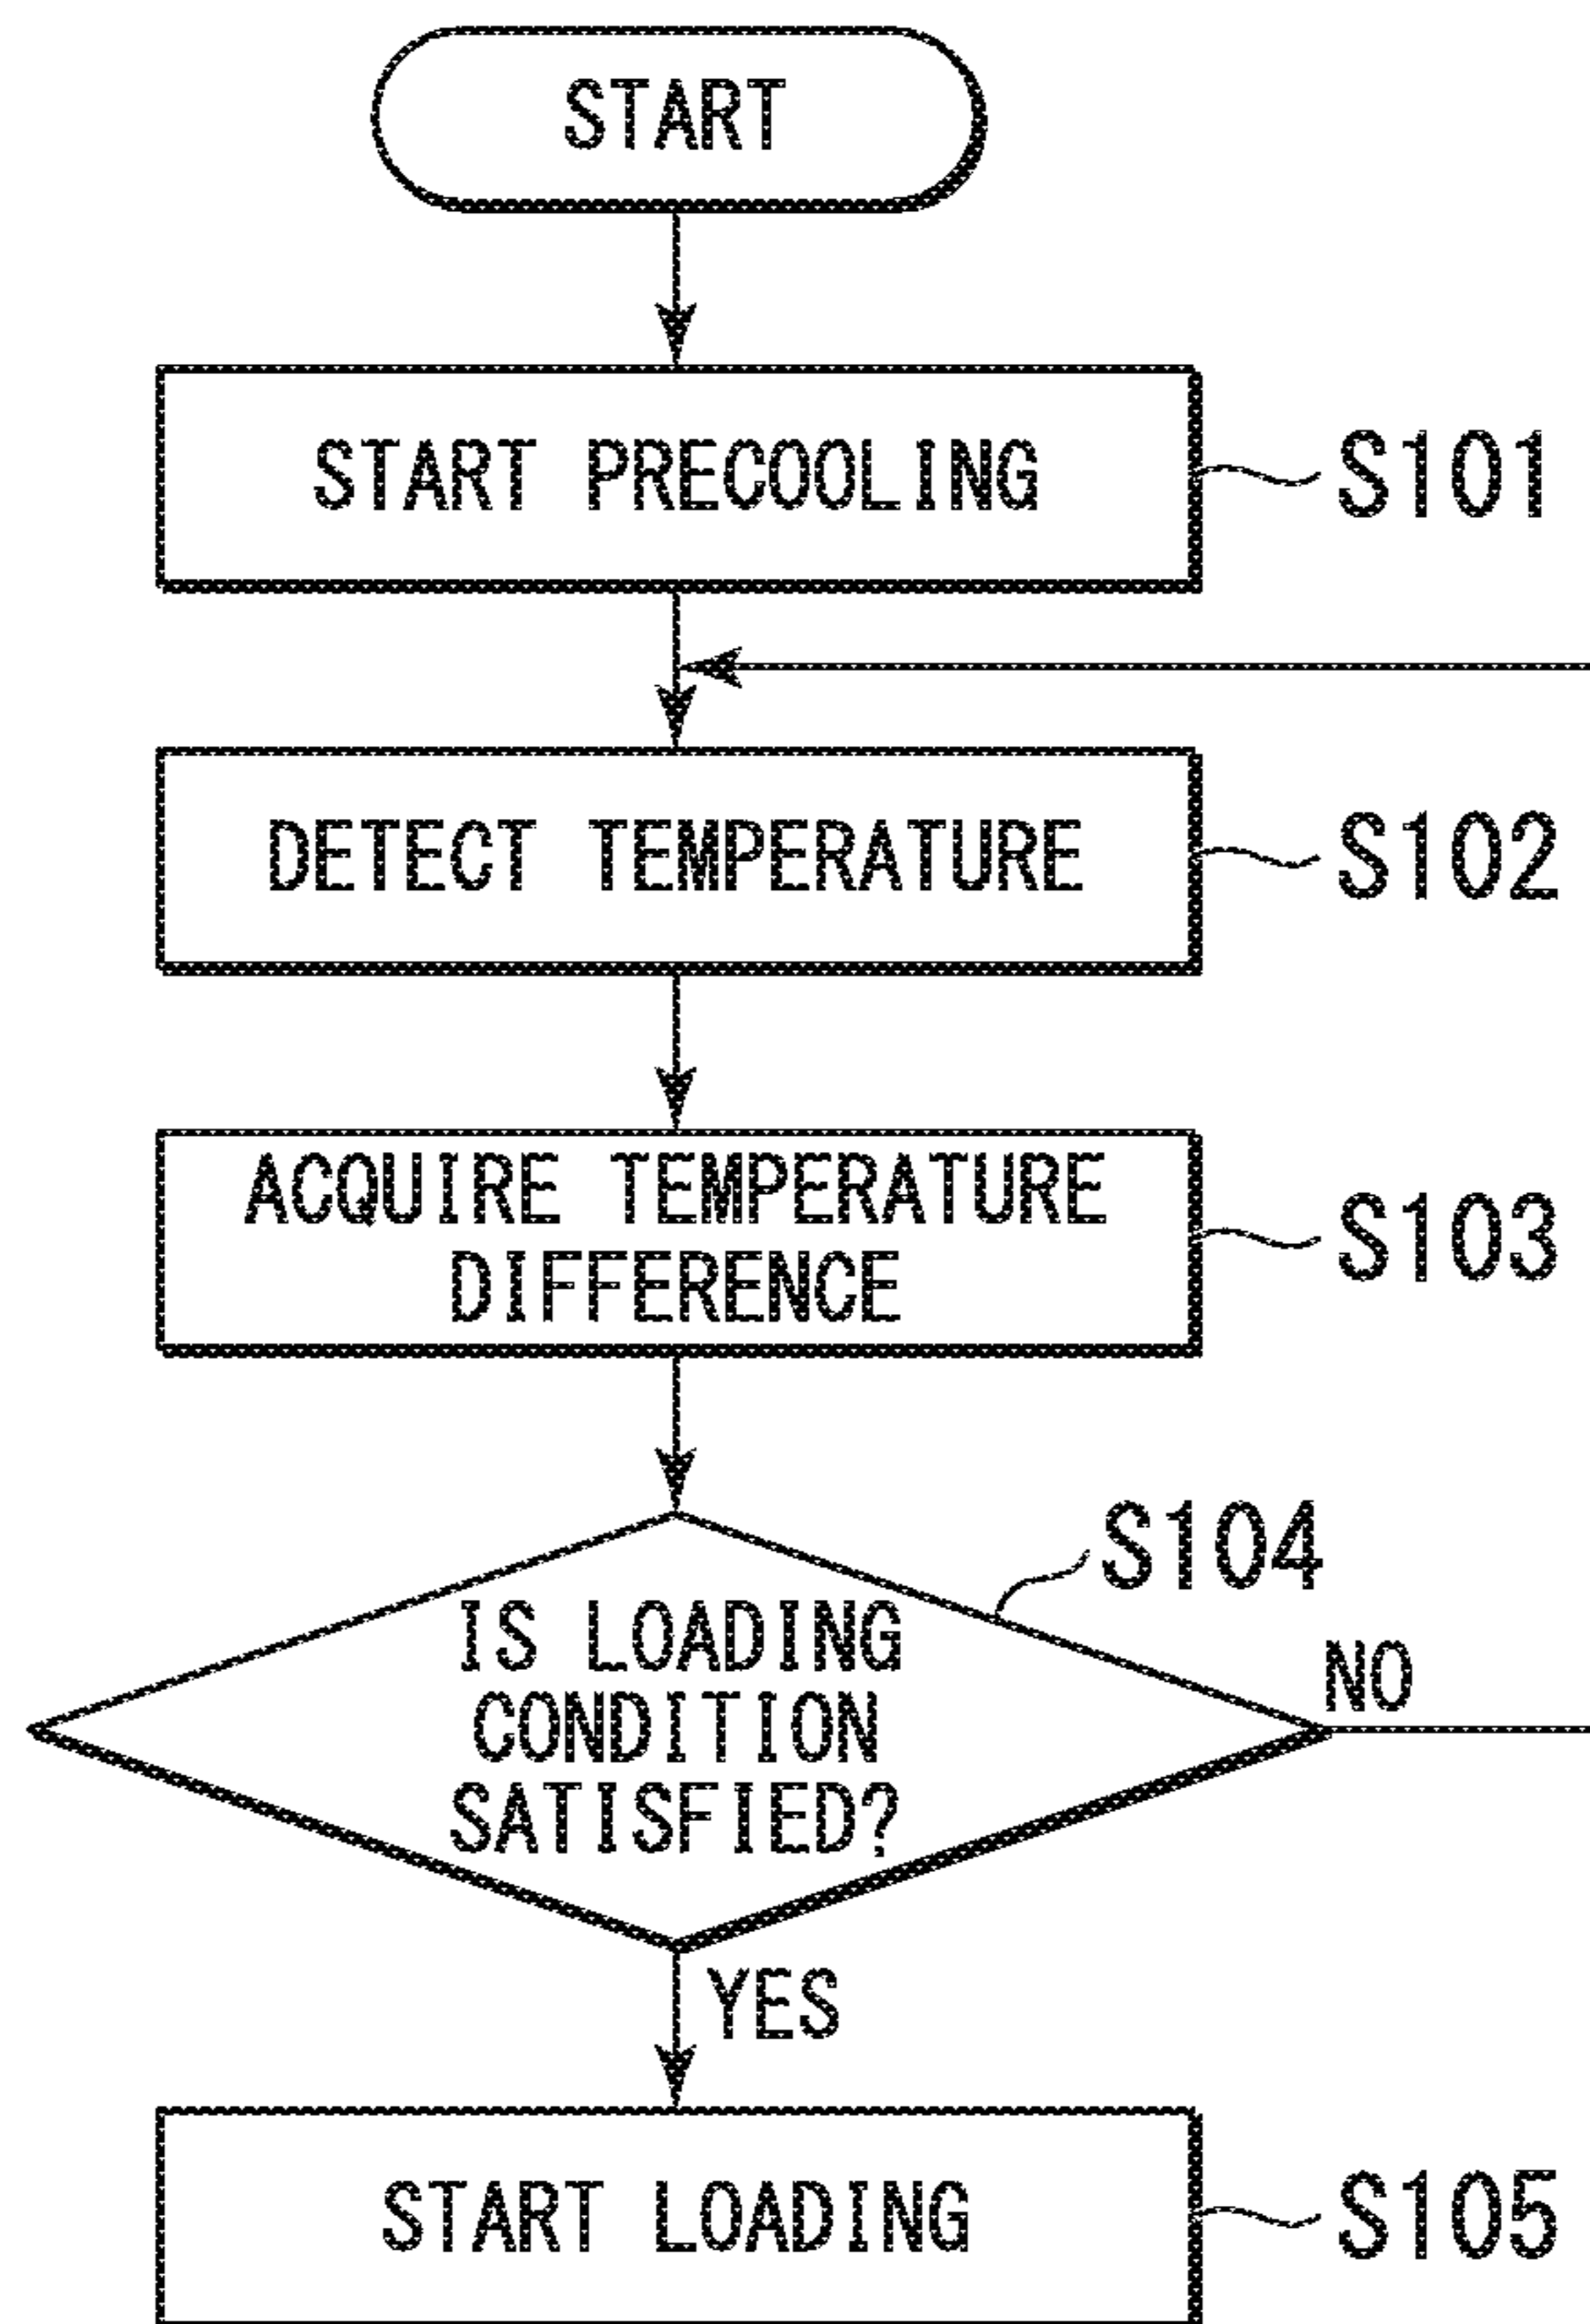 START
START PRECOOLING
S101
DETECT TEMPERATURE
S102
ACQUIRE TEMPERATURE
DIFFERENCE
S103
S104
IS LOADING
CONDITION
SATISFIED?
NO
YES
START LOADING
S105